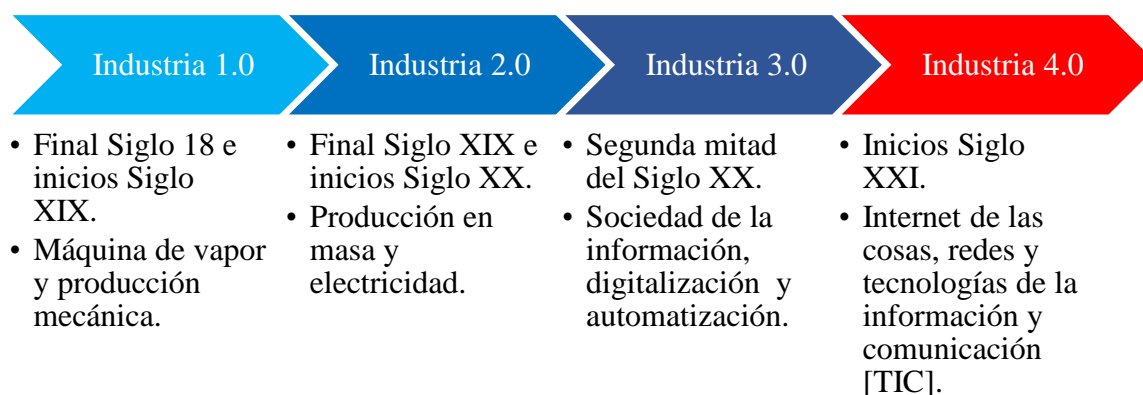 Industria 1.0
Industria 2.0
Industria 3.0
Industria 4.0
• Final Siglo 18 e
inicios Siglo
XIX.
• Máquina de vapor
y producción
mecánica.
• Final Siglo XIX e
inicios Siglo XX.
• Producción en
masa y
electricidad.
• Segunda mitad
del Siglo XX.
• Sociedad de la
información,
digitalización y
automatización.
• Inicios Siglo
XXI.
• Internet de las
cosas, redes y
tecnologías de la
información y
comunicación
[TIC].